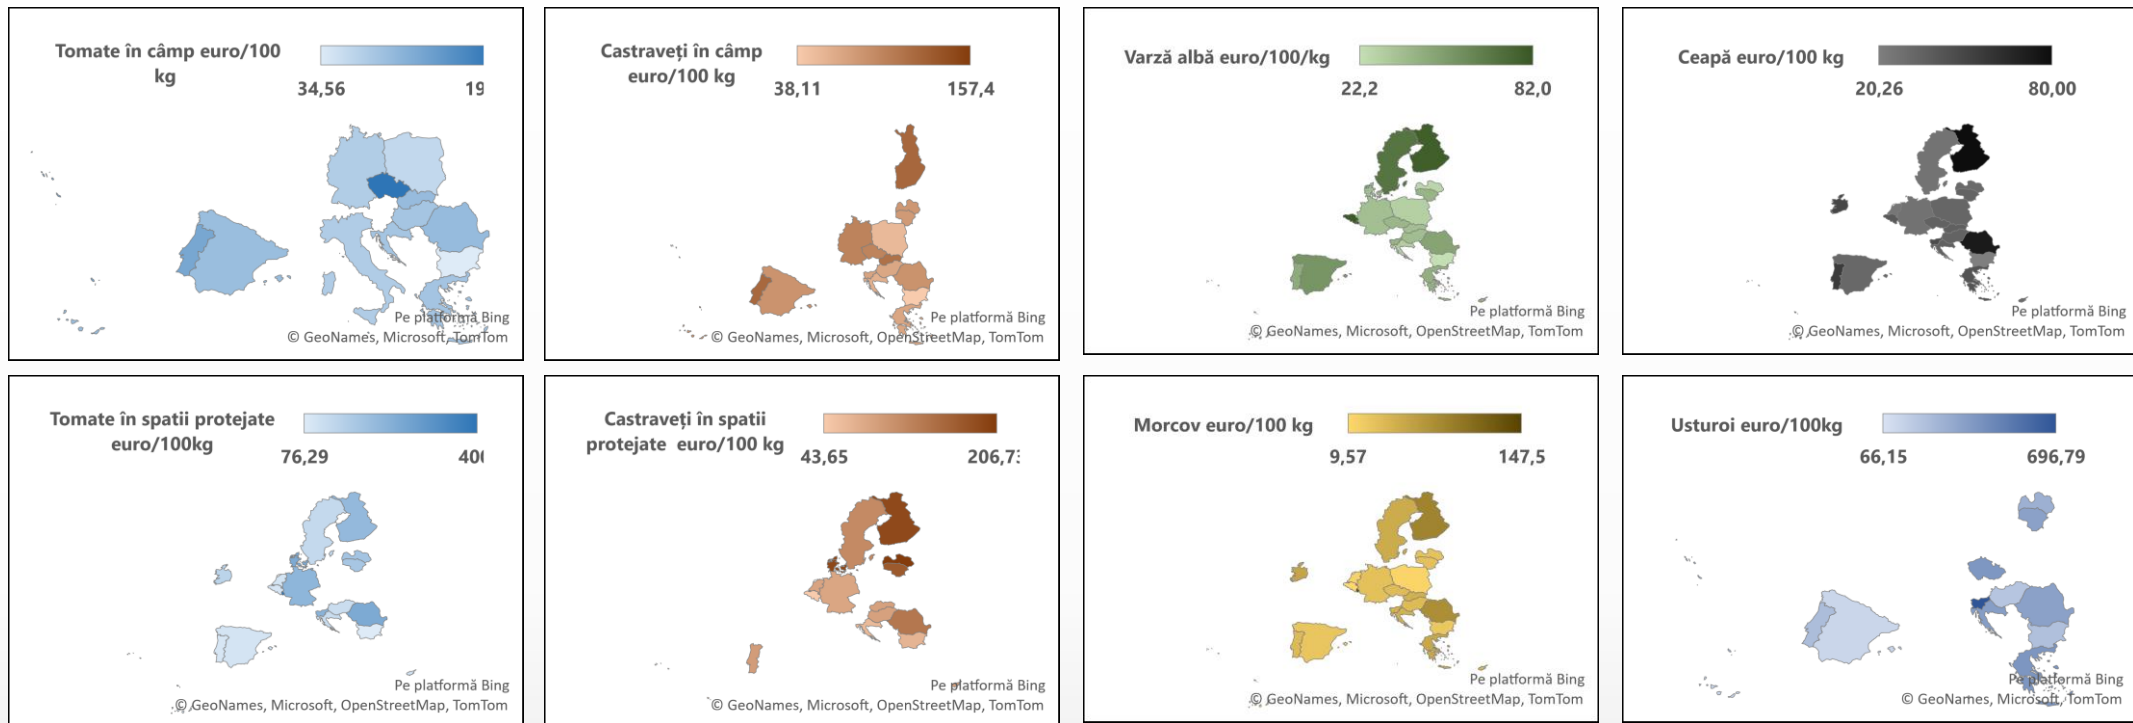 Tomate în câmp euro/100
kg
34,56
19
Pe platformă Bing
© GeoNames, Microsoft, TomTom
Castraveți în câmp
euro/100 kg
38,11
157,4
Pe platformă Bing
© GeoNames, Microsoft, OpenStreetMap, TomTom
Varză albă euro/100/kg
22,2
82,0
Pe platformă Bing
© GeoNames, Microsoft, OpenStreetMap, TomTom
Ceapă euro/100 kg
20,26
80,00
Pe platformă Bing
© GeoNames, Microsoft, OpenStreetMap, TomTom
Tomate în spatii protejate
euro/100kg
76,29
400
Pe platformă Bing
© GeoNames, Microsoft, OpenStreetMap, TomTom
Castraveți în spatii
protejate euro/100 kg
43,65
206,73
Pe platformă Bing
© GeoNames, Microsoft, OpenStreetMap, TomTom
Morcov euro/100 kg
9,57
147,5
Pe platformă Bing
© GeoNames, Microsoft, OpenStreetMap, TomTom
Usturoi euro/100kg
66,15
696,79
Pe platformă Bing
© GeoNames, Microsoft, TomTom